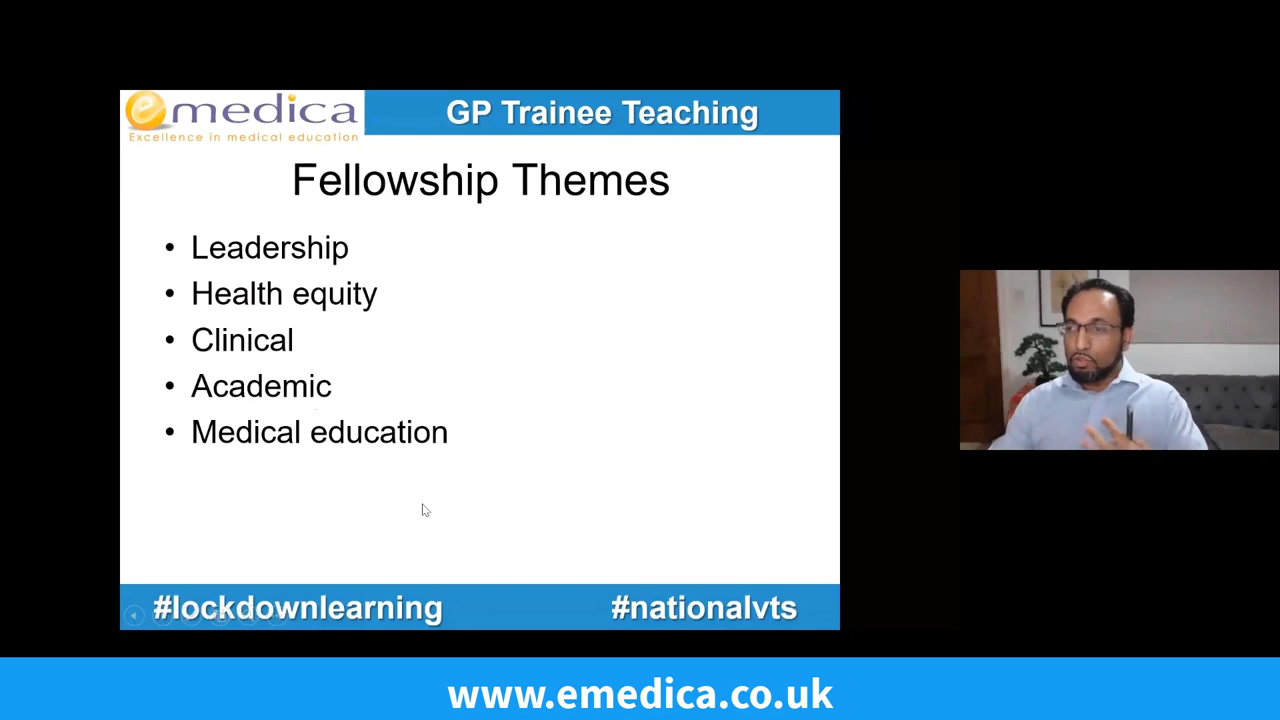 emedica
Excellence in medical education
GP Trainee Teaching
Fellowship Themes
• Leadership
• Health equity
• Clinical
• Academic
• Medical education
#lockdownlearning
#nationalvts
www.emedica.co.uk